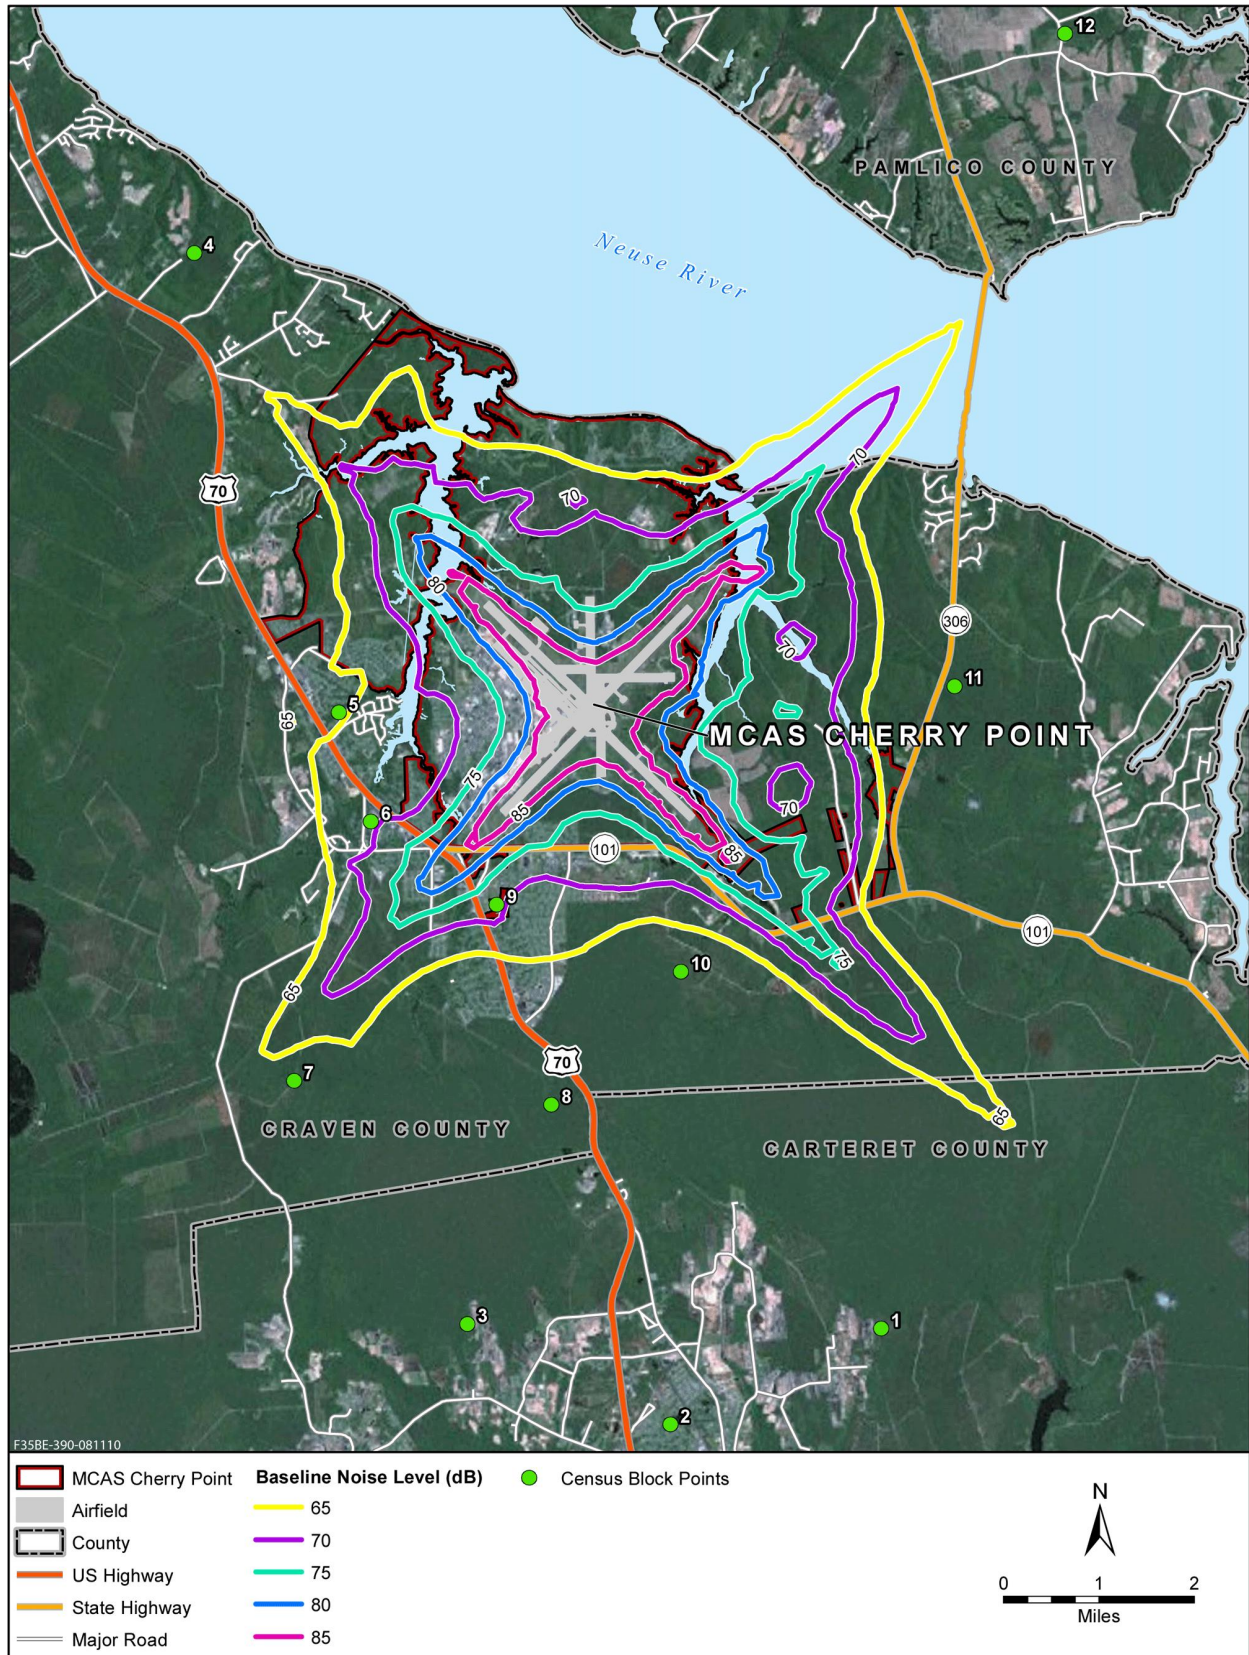 12
PAMLICO COUNTY
4
Neuse River
70
70
70
80
306
70
11
5
65
MCAS CHERRY POINT
75
70
6
85
101
85
9
101
75
10
65
70
7
8
65
CRAVEN COUNTY
CARTERET COUNTY
3
1
2
F35BE-390-081110
MCAS Cherry Point
Airfield
County
US Highway
State Highway
Major Road
Baseline Noise Level (dB)
65
70
75
80
85
Census Block Points
N
0 1 2
Miles